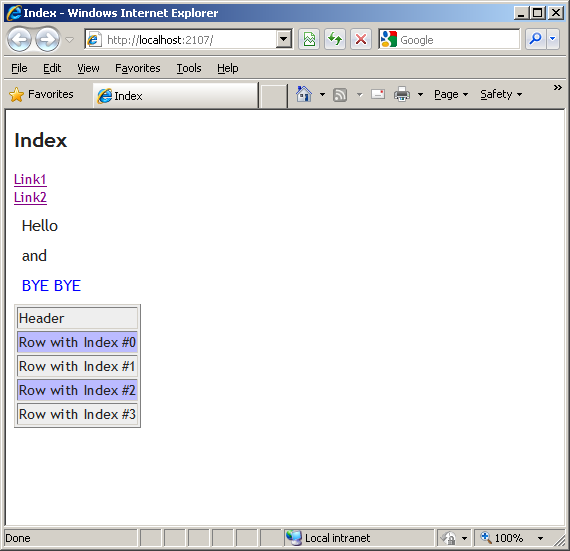 Index - Windows Internet Explorer
http://localhost:2107/
Google
File Edit View Favorites Tools Help
Favorites Index Page Safety »
Index
Link1
Link2
Hello
and
BYE BYE
Header
Row with Index #0
Row with Index #1
Row with Index #2
Row with Index #3
Done Local intranet 100%